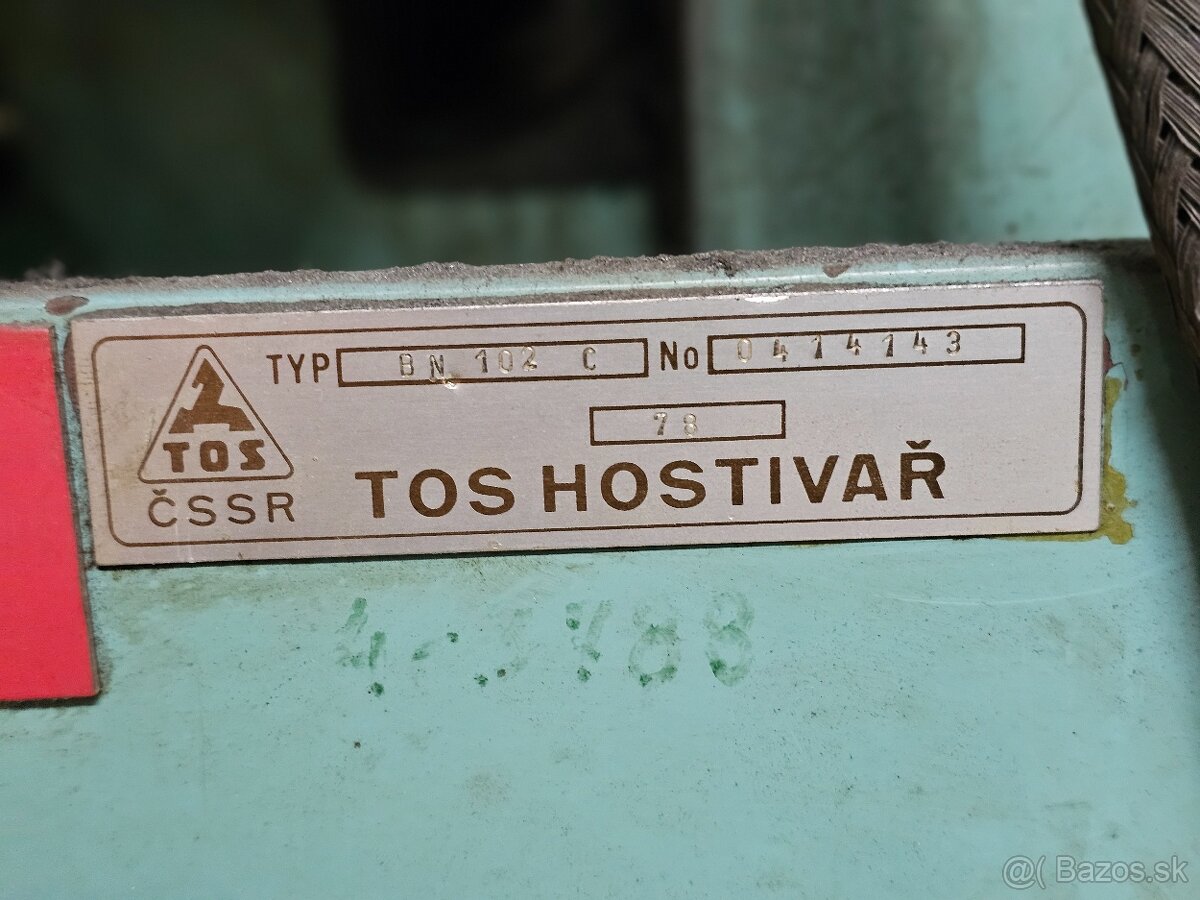 TYP BN 102 C No 0414143
78
TOS
ČSSR
TOS HOSTIVAŘ
@( Bazos.sk